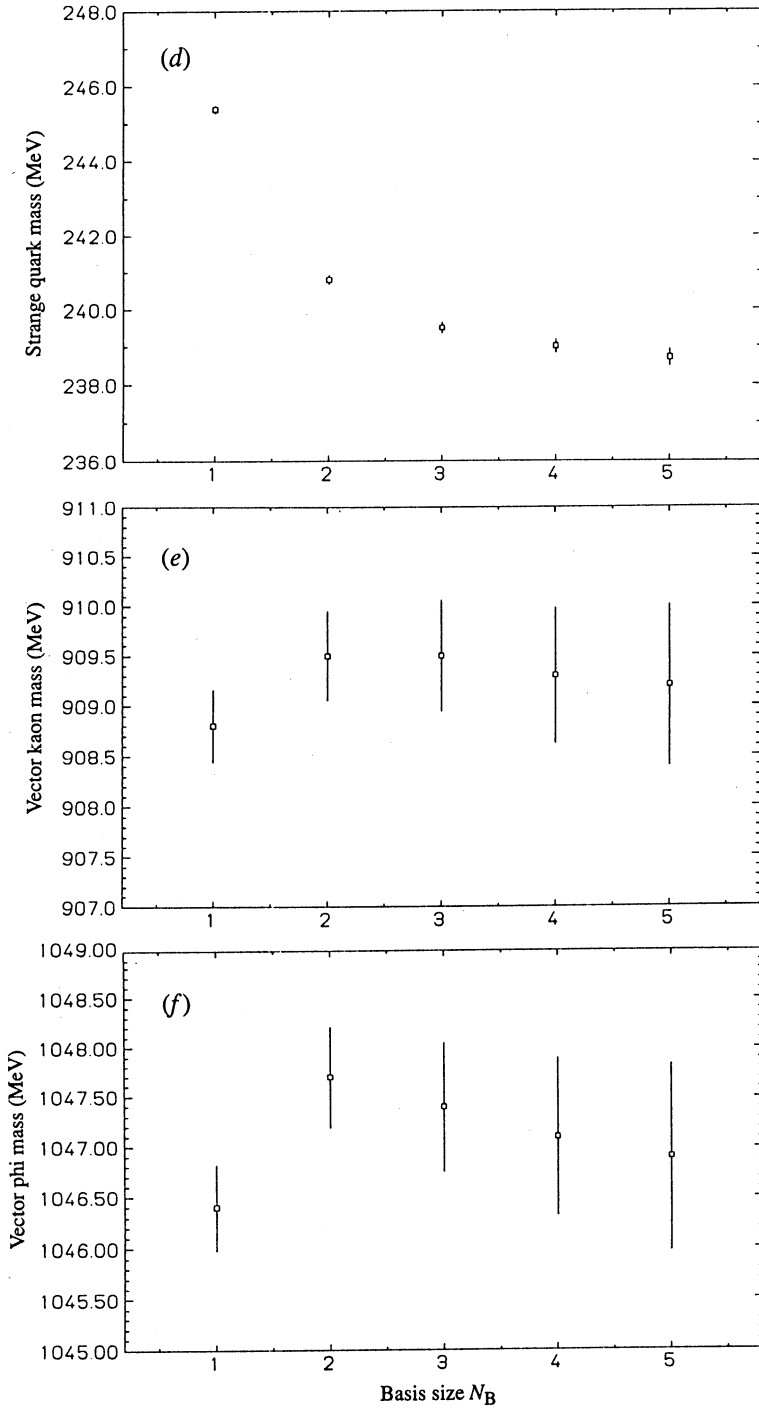 248.0
(d)
246.0
244.0
242.0
240.0
238.0
236.0
Strange quark mass (MeV)
1 2 3 4 5
911.0
(e)
910.5
910.0
909.5
909.0
908.5
908.0
907.5
907.0
Vector kaon mass (MeV)
1 2 3 4 5
1049.00
(f)
1048.50
1048.00
1047.50
1047.00
1046.50
1046.00
1045.50
1045.00
Vector phi mass (MeV)
1 2 3 4 5
Basis size N_B